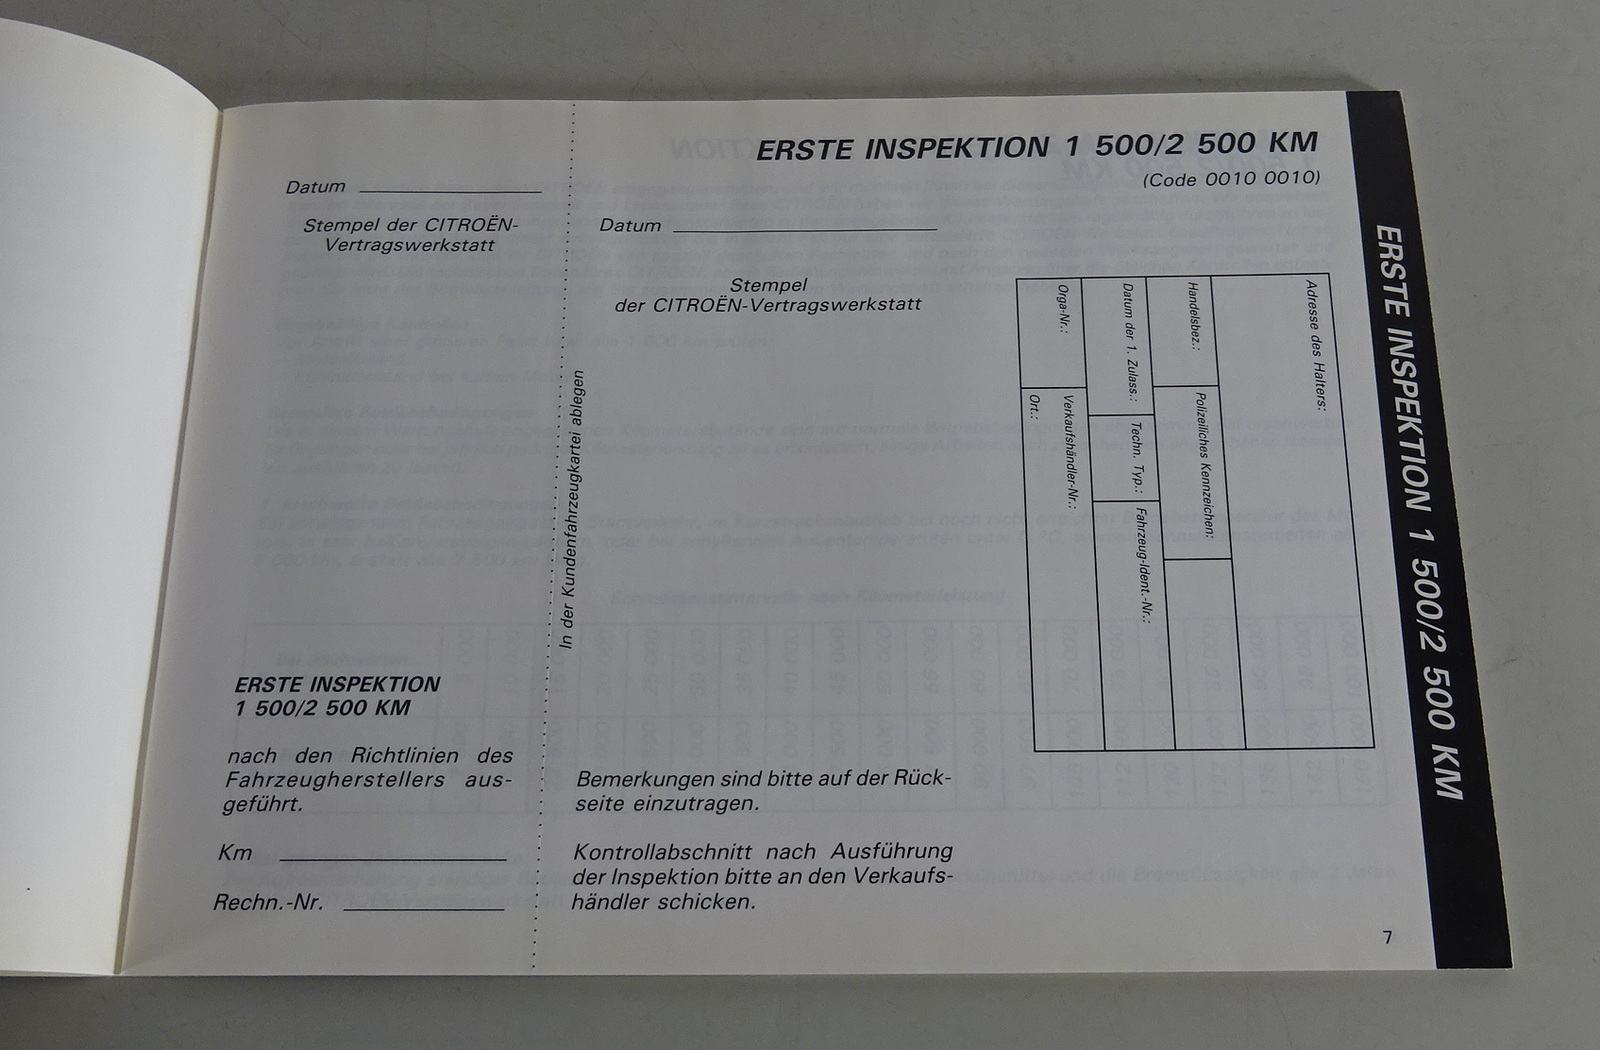 Datum
Stempel der CITROËN-
Vertragswerkstatt
ERSTE INSPEKTION
1 500/2 500 KM
nach den Richtlinien des
Fahrzeugherstellers aus-
geführt.
Km
Rechn.-Nr.
In der Kundenfahrzeugkartei ablegen
ERSTE INSPEKTION 1 500/2 500 KM
(Code 0010 0010)
Datum
Stempel
der CITROËN-Vertragswerkstatt
Bemerkungen sind bitte auf der Rück-
seite einzutragen.
Kontrollabschnitt nach Ausführung
der Inspektion bitte an den Verkaufs-
händler schicken.
Adresse des Halters:
Handelsbez.:
Polizeiliches Kennzeichen:
Datum der 1. Zulass.:
Techn. Typ.:
Fahrzeug-Ident.-Nr.:
Orga-Nr.:
Verkaufshändler-Nr.:
Ort.:
ERSTE INSPEKTION 1 500/2 500 KM
7